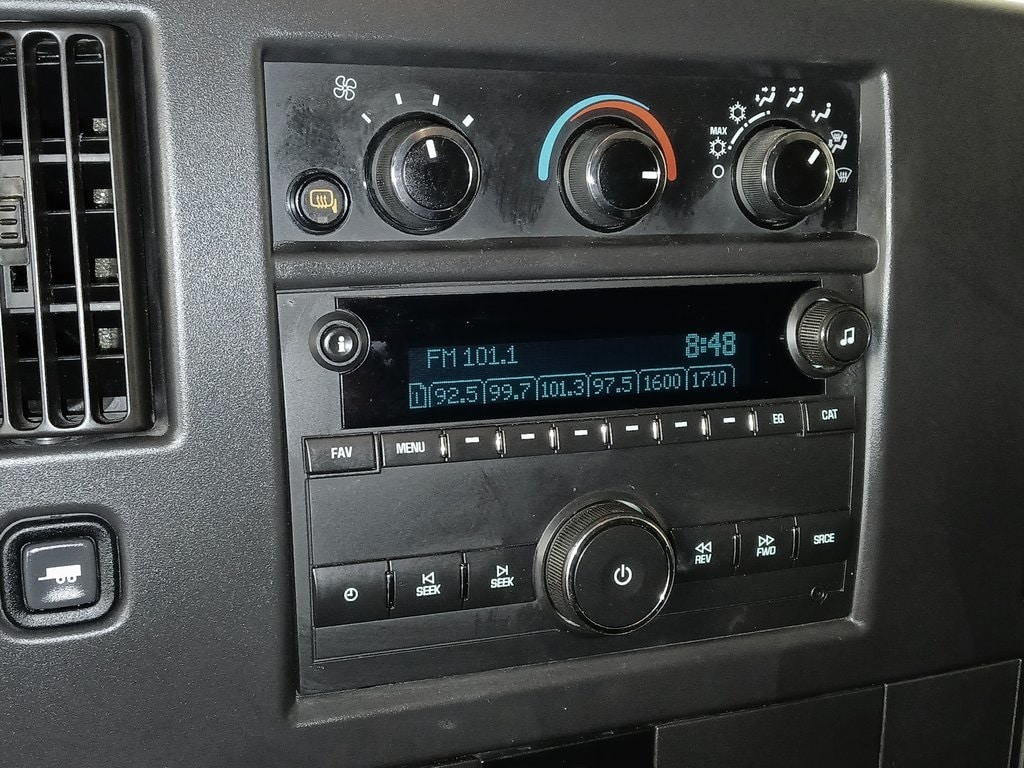 MAX
FM 101.1 8:48
1 92.5 99.7 101.3 97.5 1600 1710
FAV MENU EQ CAT
SEEK SEEK REV FWD SRCE